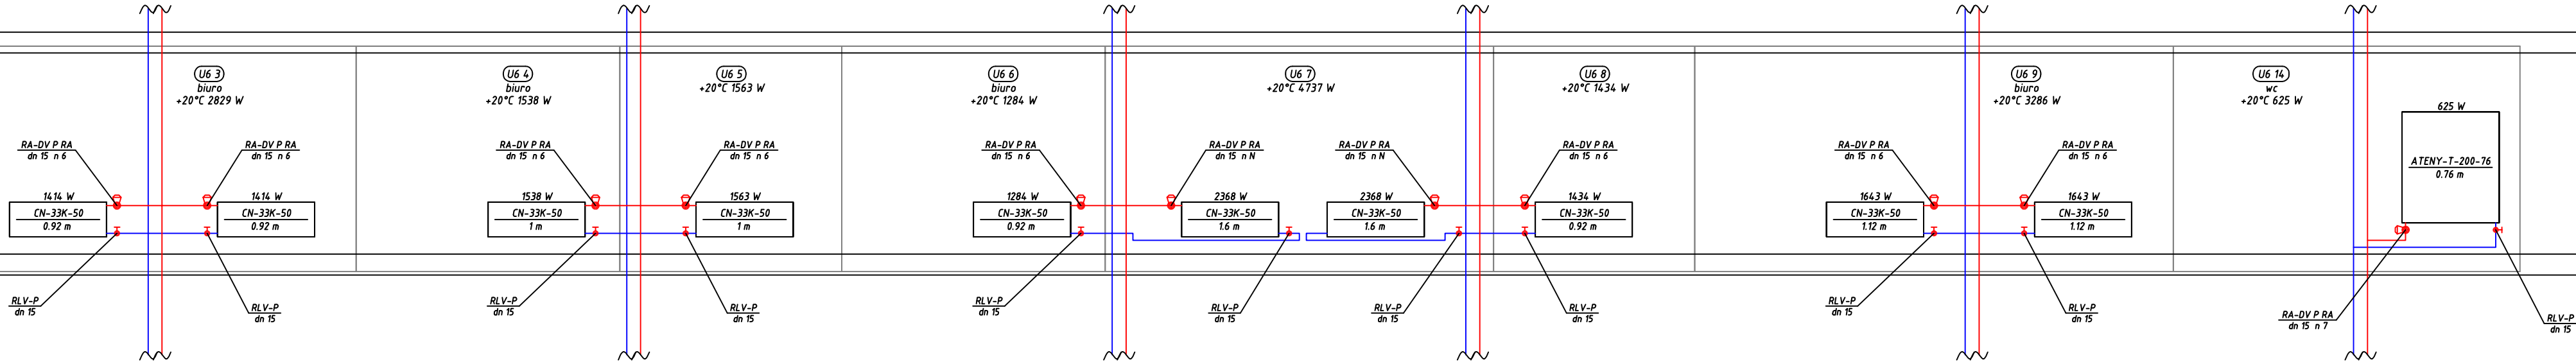 U6 3
biuro
+20°C 2829 W
RA-DV P RA
dn 15 n 6
RA-DV P RA
dn 15 n 6
1414 W
CN-33K-50
0.92 m
1414 W
CN-33K-50
0.92 m
RLV-P
dn 15
RLV-P
dn 15
U6 4
biuro
+20°C 1538 W
RA-DV P RA
dn 15 n 6
1538 W
CN-33K-50
1 m
RLV-P
dn 15
U6 5
+20°C 1563 W
RA-DV P RA
dn 15 n 6
1563 W
CN-33K-50
1 m
RLV-P
dn 15
U6 6
biuro
+20°C 1284 W
RA-DV P RA
dn 15 n 6
1284 W
CN-33K-50
0.92 m
RLV-P
dn 15
U6 7
+20°C 4737 W
RA-DV P RA
dn 15 n N
RA-DV P RA
dn 15 n N
2368 W
CN-33K-50
1.6 m
2368 W
CN-33K-50
1.6 m
RLV-P
dn 15
RLV-P
dn 15
U6 8
+20°C 1434 W
RA-DV P RA
dn 15 n 6
1434 W
CN-33K-50
0.92 m
RLV-P
dn 15
U6 9
biuro
+20°C 3286 W
RA-DV P RA
dn 15 n 6
RA-DV P RA
dn 15 n 6
1643 W
CN-33K-50
1.12 m
1643 W
CN-33K-50
1.12 m
RLV-P
dn 15
RLV-P
dn 15
U6 14
wc
+20°C 625 W
625 W
ATENY-T-200-76
0.76 m
RA-DV P RA
dn 15 n 7
RLV-P
dn 15